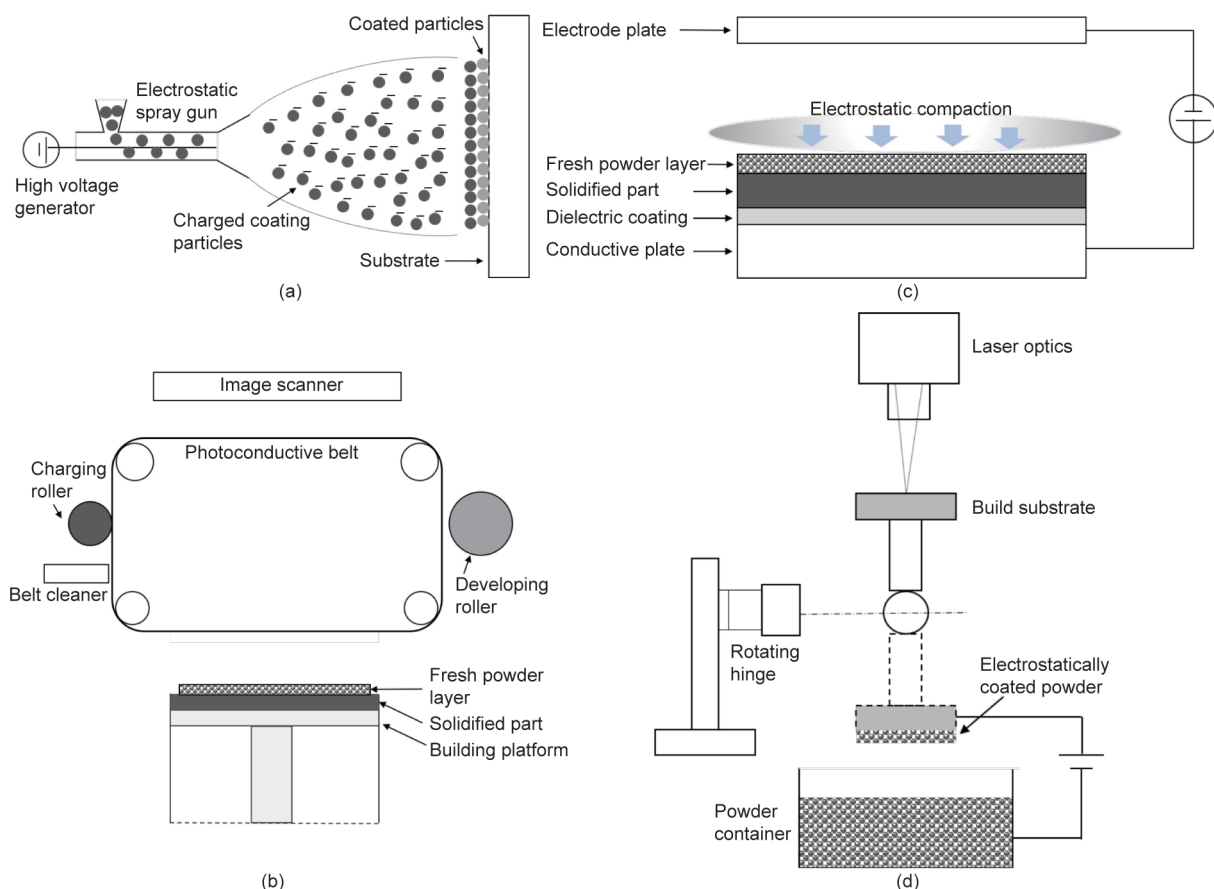 Coated particles
Electrostatic
spray gun
High voltage
generator
Charged coating
particles
Substrate
(a)
Electrode plate
Electrostatic compaction
Fresh powder layer
Solidified part
Dielectric coating
Conductive plate
(c)
Image scanner
Photoconductive belt
Charging
roller
Belt cleaner
Developing
roller
Fresh powder
layer
Solidified part
Building platform
(b)
Laser optics
Build substrate
Rotating
hinge
Electrostatically
coated powder
Powder
container
(d)